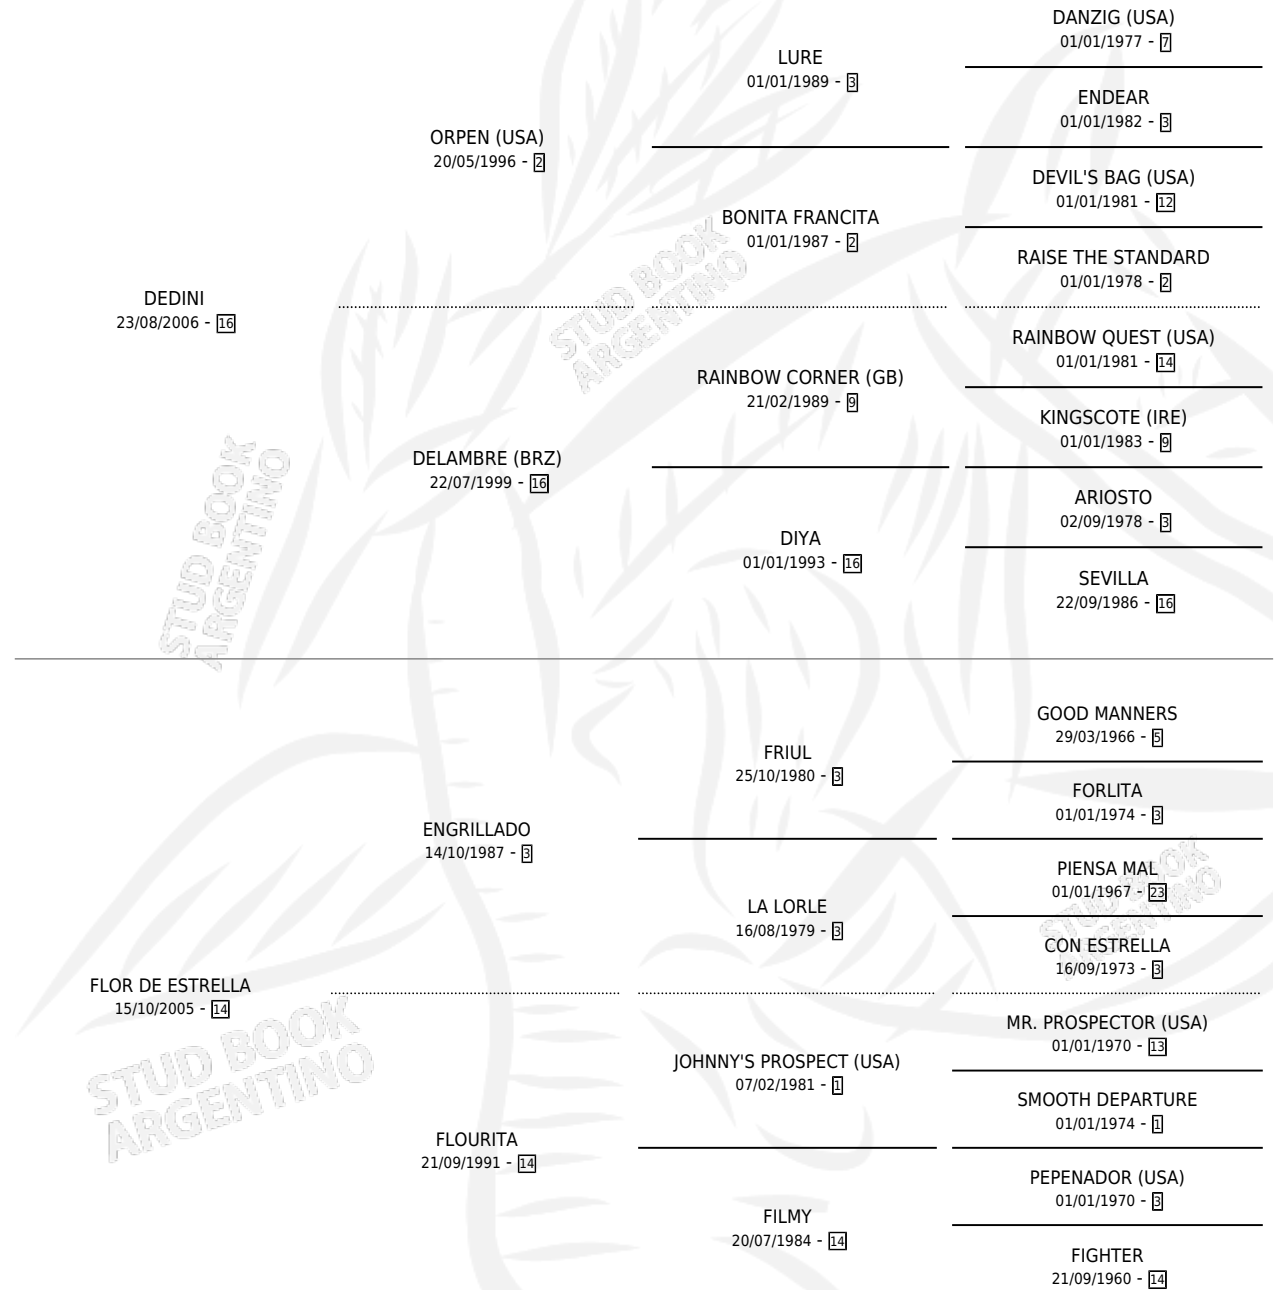 DANZIG (USA)
01/01/1977 - 7
LURE
01/01/1989 - 3
ENDEAR
01/01/1982 - 3
ORPEN (USA)
20/05/1996 - 2
DEVIL'S BAG (USA)
01/01/1981 - 12
BONITA FRANCITA
01/01/1987 - 2
RAISE THE STANDARD
01/01/1978 - 2
DEDINI
23/08/2006 - 16
RAINBOW QUEST (USA)
01/01/1981 - 14
RAINBOW CORNER (GB)
21/02/1989 - 9
KINGSCOTE (IRE)
01/01/1983 - 9
DELAMBRE (BRZ)
22/07/1999 - 16
ARIOSTO
02/09/1978 - 3
DIYA
01/01/1993 - 16
SEVILLA
22/09/1986 - 16
GOOD MANNERS
29/03/1966 - 5
FRIUL
25/10/1980 - 3
FORLITA
01/01/1974 - 3
ENGRILLADO
14/10/1987 - 3
PIENSA MAL
01/01/1967 - 23
LA LORLE
16/08/1979 - 3
CON ESTRELLA
16/09/1973 - 3
FLOR DE ESTRELLA
15/10/2005 - 14
MR. PROSPECTOR (USA)
01/01/1970 - 13
JOHNNY'S PROSPECT (USA)
07/02/1981 - 1
SMOOTH DEPARTURE
01/01/1974 - 1
FLOURITA
21/09/1991 - 14
PEPENADOR (USA)
01/01/1970 - 3
FILMY
20/07/1984 - 14
FIGHTER
21/09/1960 - 14
STUD BOOK
ARGENTINO
STUD BOOK
ARGENTINO
STUD BOOK
ARGENTINO
STUD BOOK
ARGENTINO